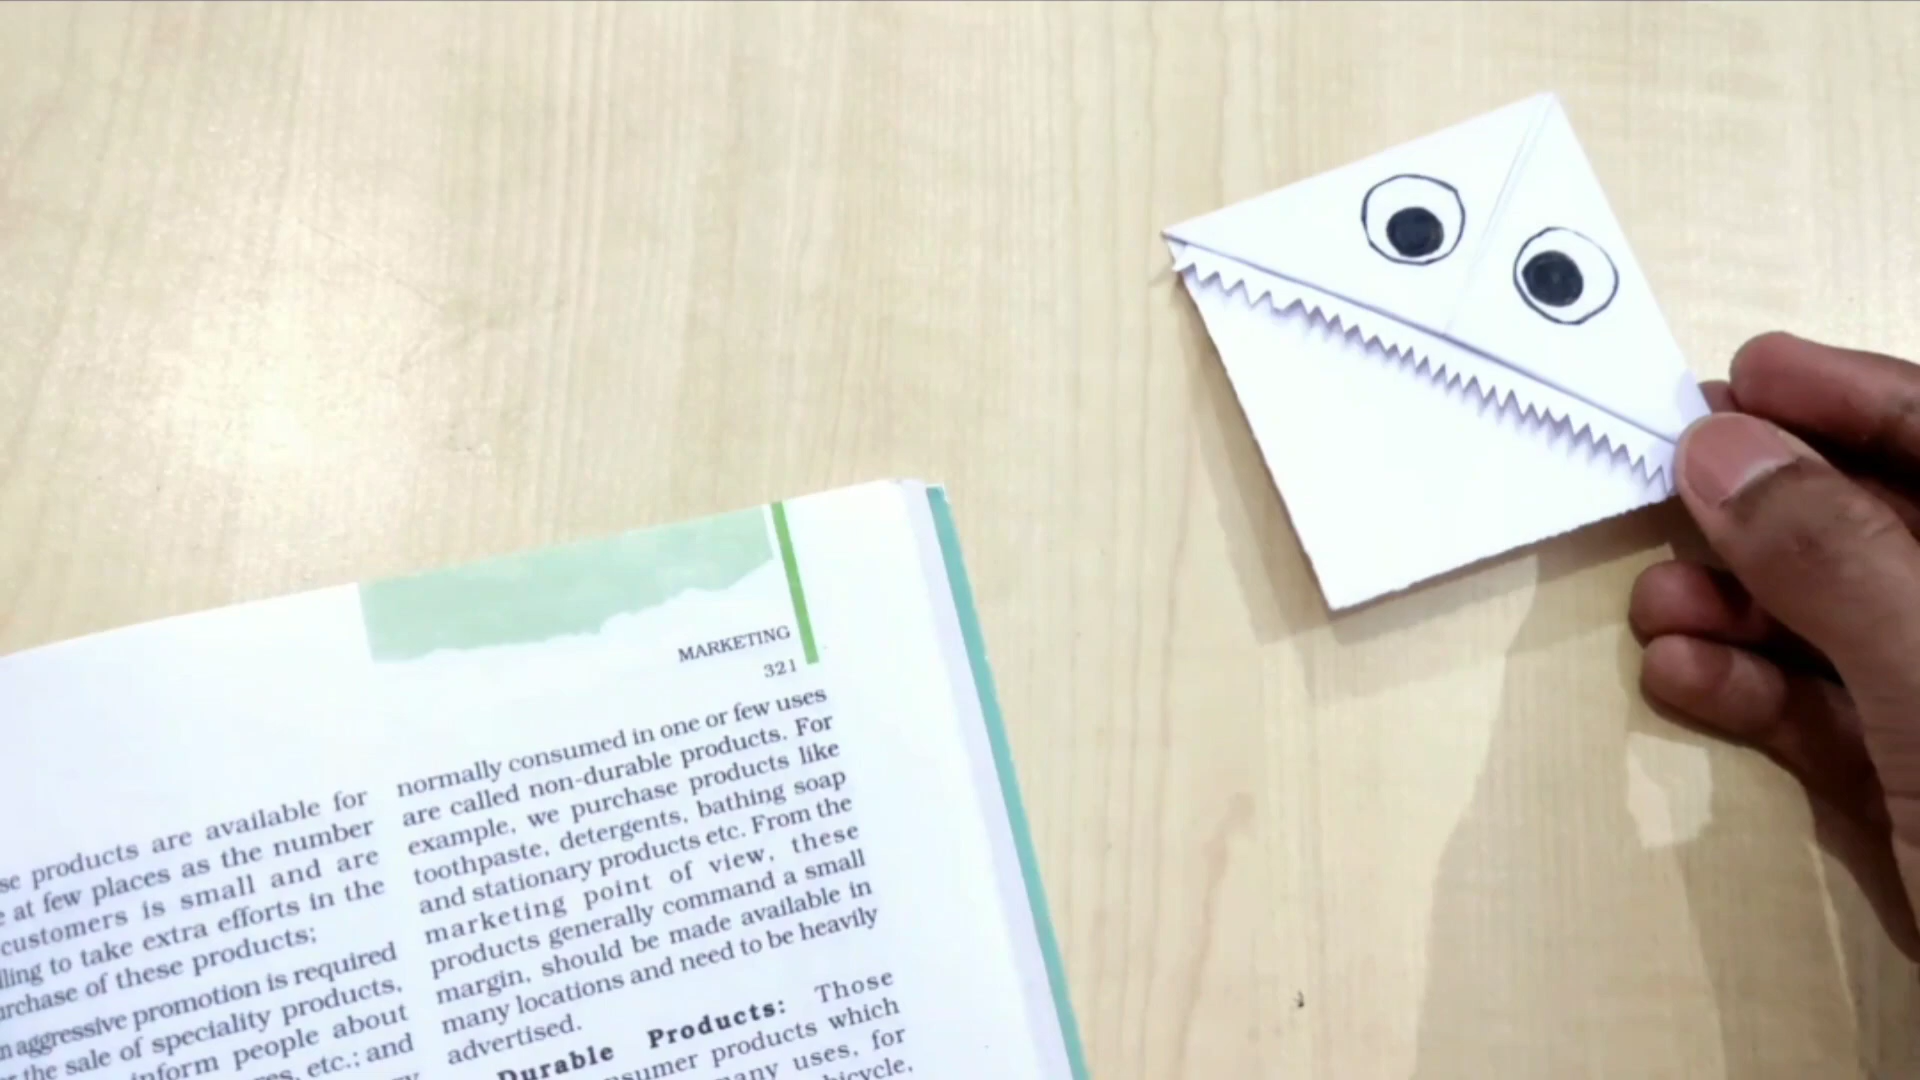 MARKETING
321
se products are available for
at few places as the number
customers is small and are
to take extra efforts in the
of these products;
aggressive promotion is required
the sale of speciality products,
inform people about
etc.; and
normally consumed in one or few uses
are called non-durable products. For
example, we purchase products like
toothpaste, detergents, bathing soap
and stationary products etc. From the
marketing point of view, these
products generally command a small
margin, should be made available in
many locations and need to be heavily
advertised.
Durable Products: Those
products which
uses, for
bicycle,